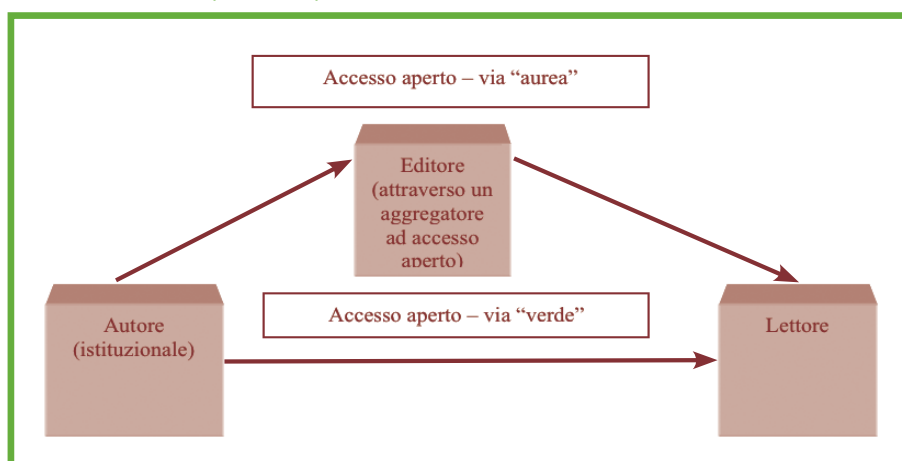 Accesso aperto – via “aurea”
Editore
(attraverso un
aggregatore
ad accesso
aperto)
Accesso aperto – via “verde”
Autore
(istituzionale)
Lettore